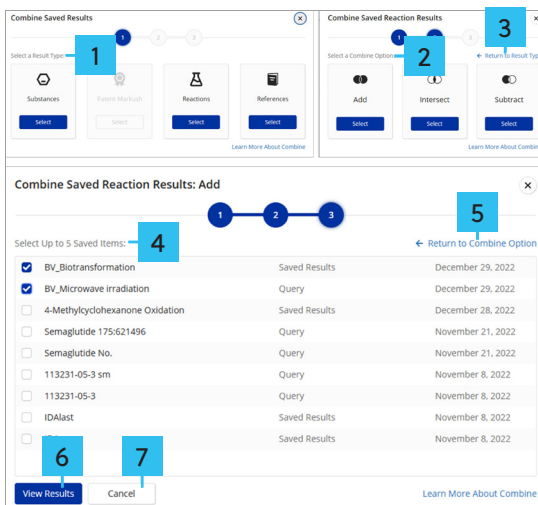 Combine Saved Results
×
1 2 3
Select a Result Type:
1
Substances
Patent Markush
Reactions
References
Select
Select
Select
Select
Learn More About Combine
Combine Saved Reaction Results
3
×
1 2 3
Select a Combine Option:
2
← Return to Result Typ
Add
Intersect
Subtract
Select
Select
Select
Learn More About Combin
Combine Saved Reaction Results: Add
×
1 2 3
5
Select Up to 5 Saved Items:
4
← Return to Combine Option
BV_Biotransformation Saved Results December 29, 2022
BV_Microwave irradiation Query December 29, 2022
4-Methylcyclohexanone Oxidation Saved Results December 28, 2022
Semaglutide 175:621496 Query November 21, 2022
Semaglutide No. Query November 21, 2022
113231-05-3 sm Query November 8, 2022
113231-05-3 Query November 8, 2022
IDAlast Saved Results November 8, 2022
Saved Results November 8, 2022
6
7
View Results
Cancel
Learn More About Combine